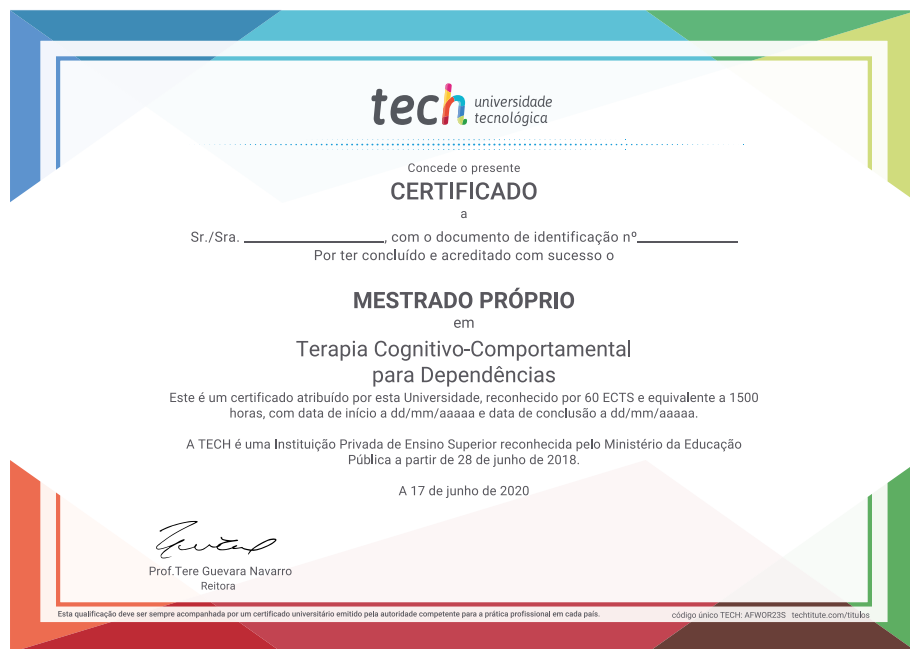 tech universidade
tecnológica
Concede o presente
CERTIFICADO
a
Sr./Sra. ________________, com o documento de identificação nº____________
Por ter concluído e acreditado com sucesso o
MESTRADO PRÓPRIO
em
Terapia Cognitivo-Comportamental
para Dependências
Este é um certificado atribuído por esta Universidade, reconhecido por 60 ECTS e equivalente a 1500
horas, com data de início a dd/mm/aaaaa e data de conclusão a dd/mm/aaaaa.
A TECH é uma Instituição Privada de Ensino Superior reconhecida pelo Ministério da Educação
Pública a partir de 28 de junho de 2018.
A 17 de junho de 2020
Prof.Tere Guevara Navarro
Reitora
Esta qualificação deve ser sempre acompanhada por um certificado universitário emitido pela autoridade competente para a prática profissional em cada país.
código único TECH: AFWOR23S techtitute.com/titulos